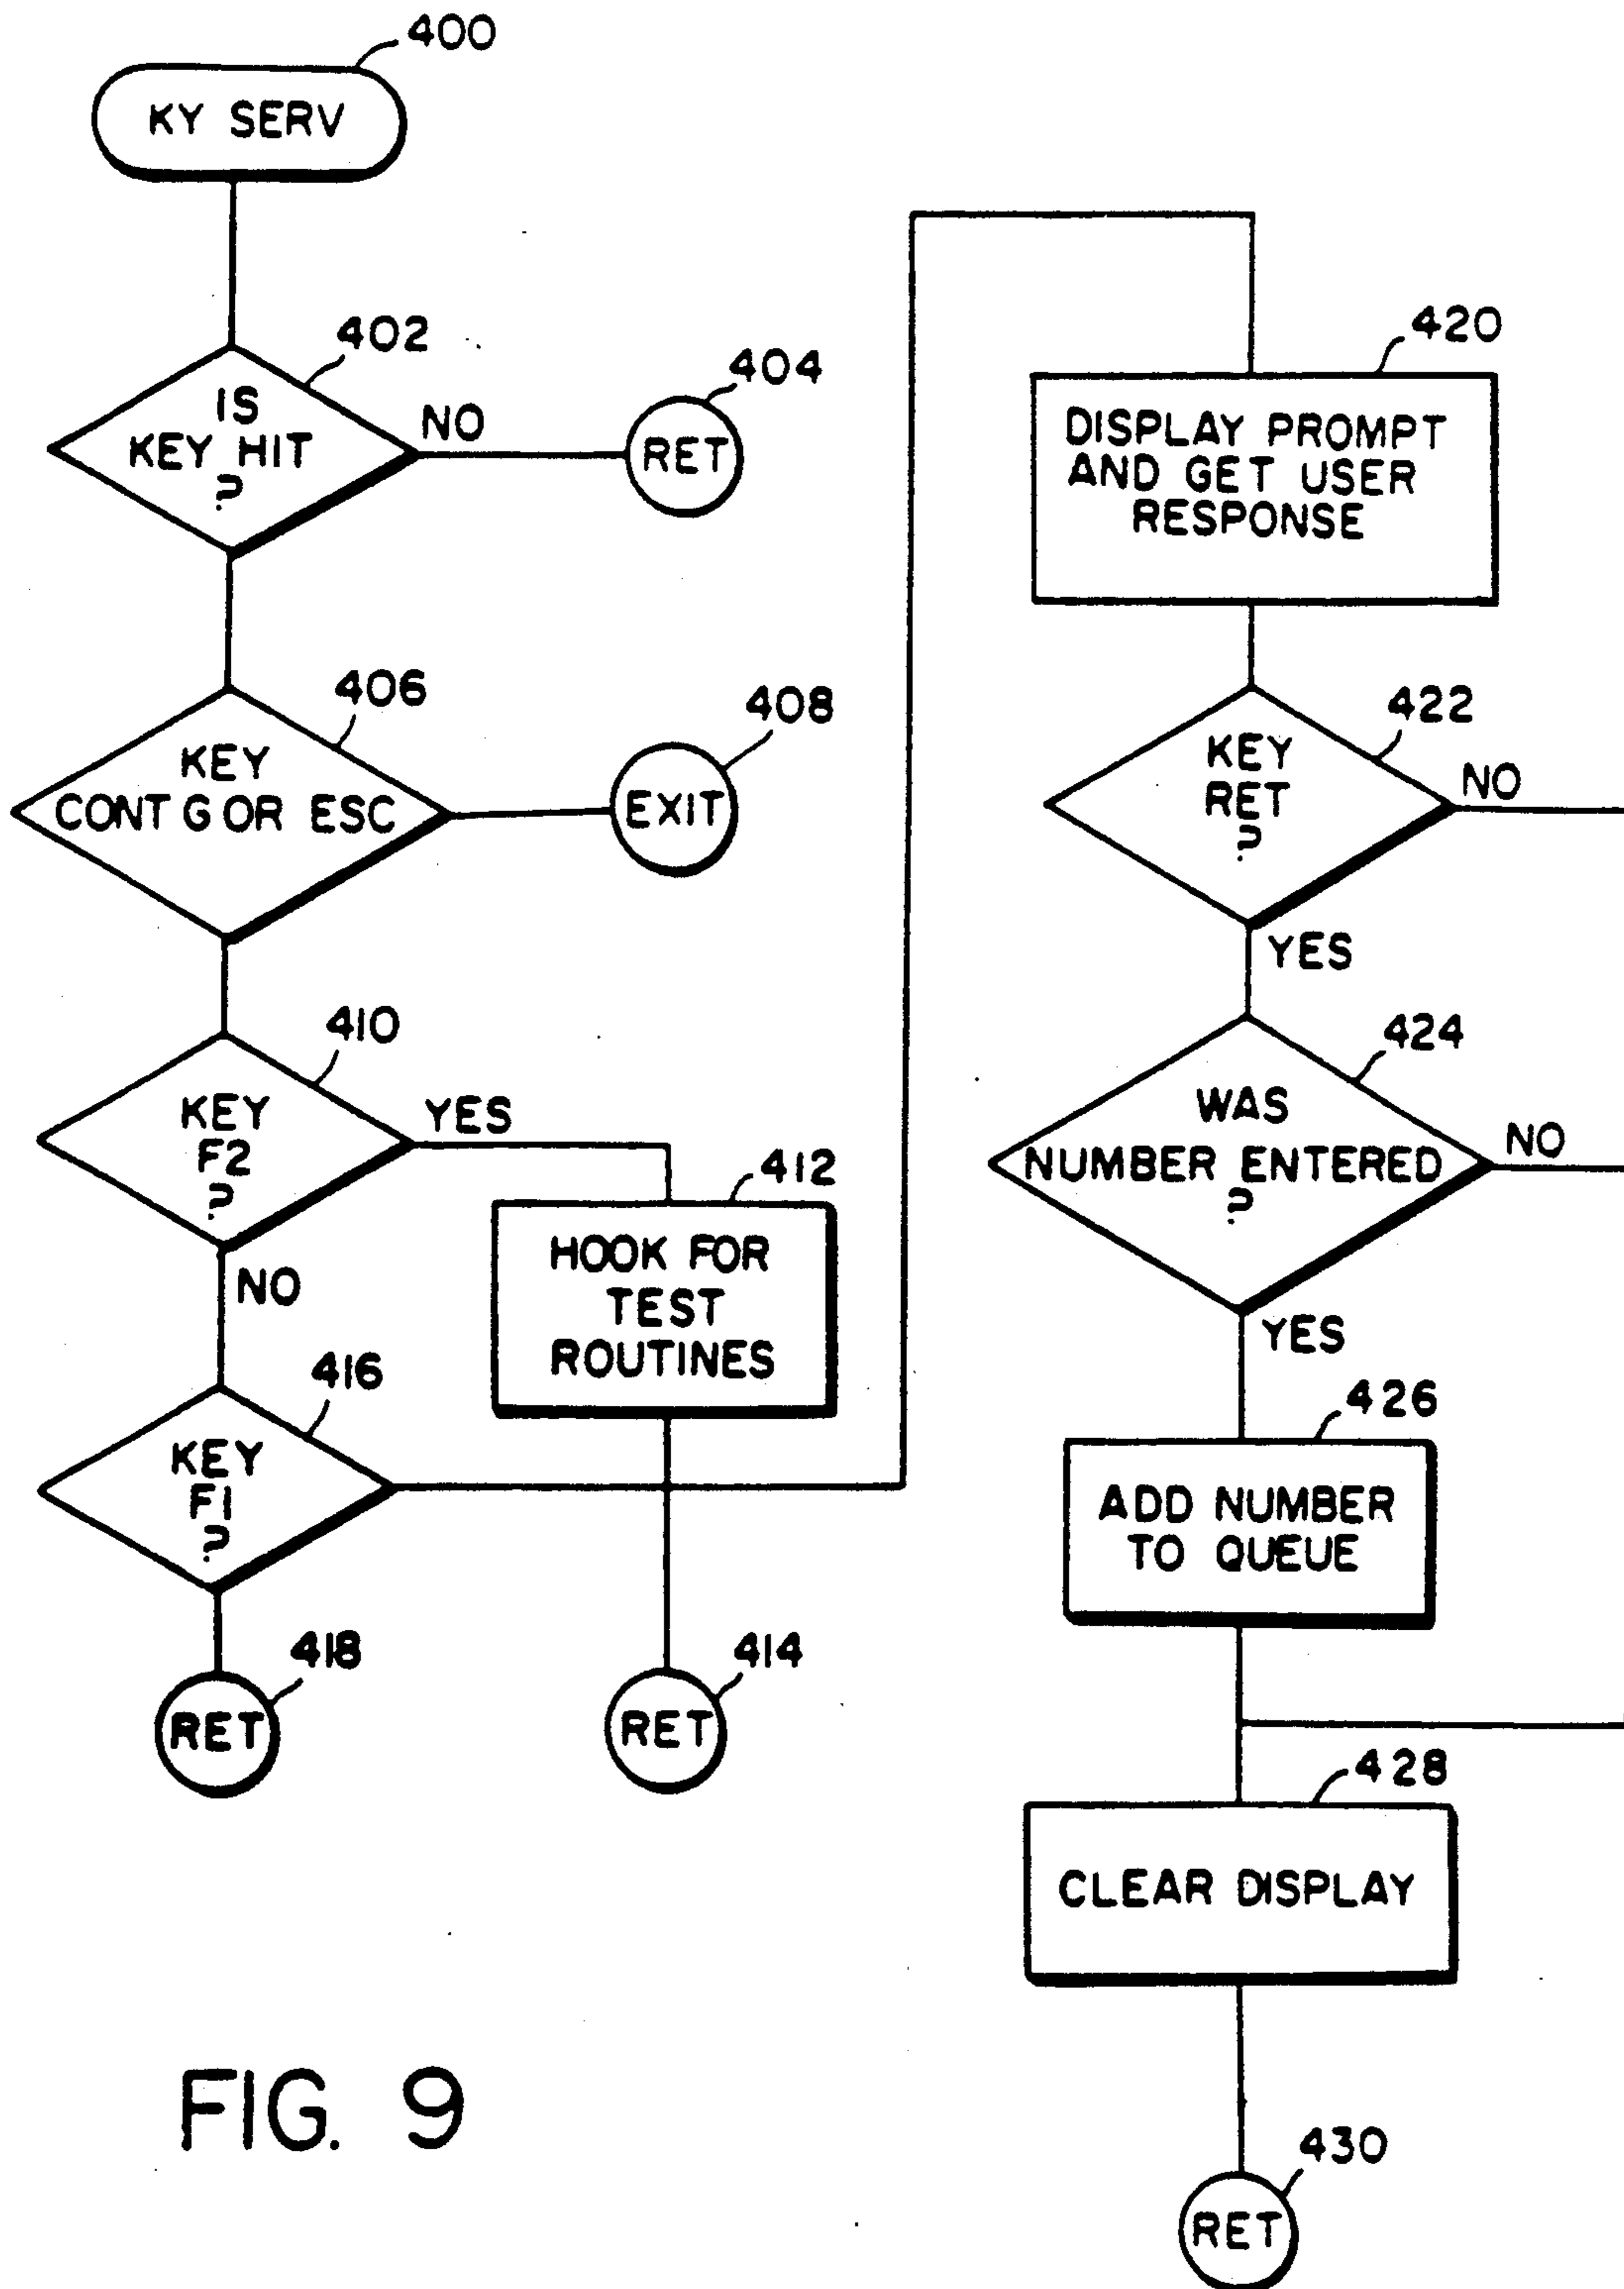 400
KY SERV
402
IS
KEY HIT
?
NO
404
RET
406
KEY
CONT G OR ESC
408
EXIT
410
KEY
F2
?
YES
412
HOOK FOR
TEST
ROUTINES
NO
416
KEY
F1
?
418
RET
414
RET
420
DISPLAY PROMPT
AND GET USER
RESPONSE
422
KEY
RET
?
NO
YES
424
WAS
NUMBER ENTERED
?
NO
YES
426
ADD NUMBER
TO QUEUE
428
CLEAR DISPLAY
430
RET
FIG. 9